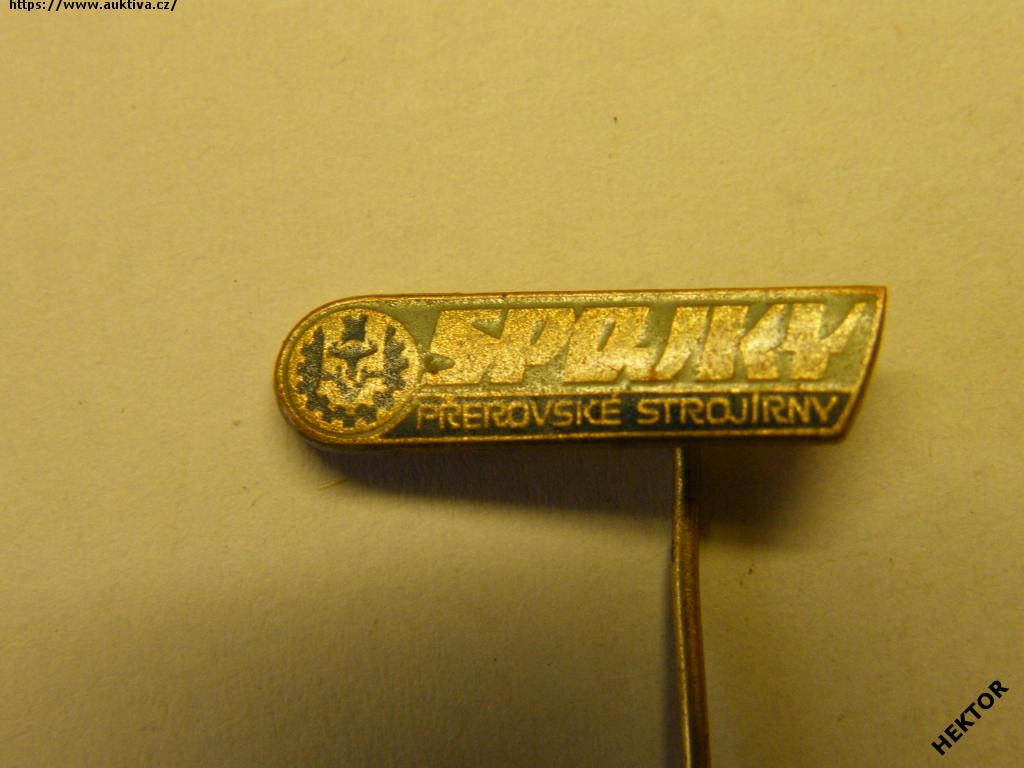 https://www.auktiva.cz/
SPOJKY
PŘEROVSKÉ STROJÍRNY
HEKTOR